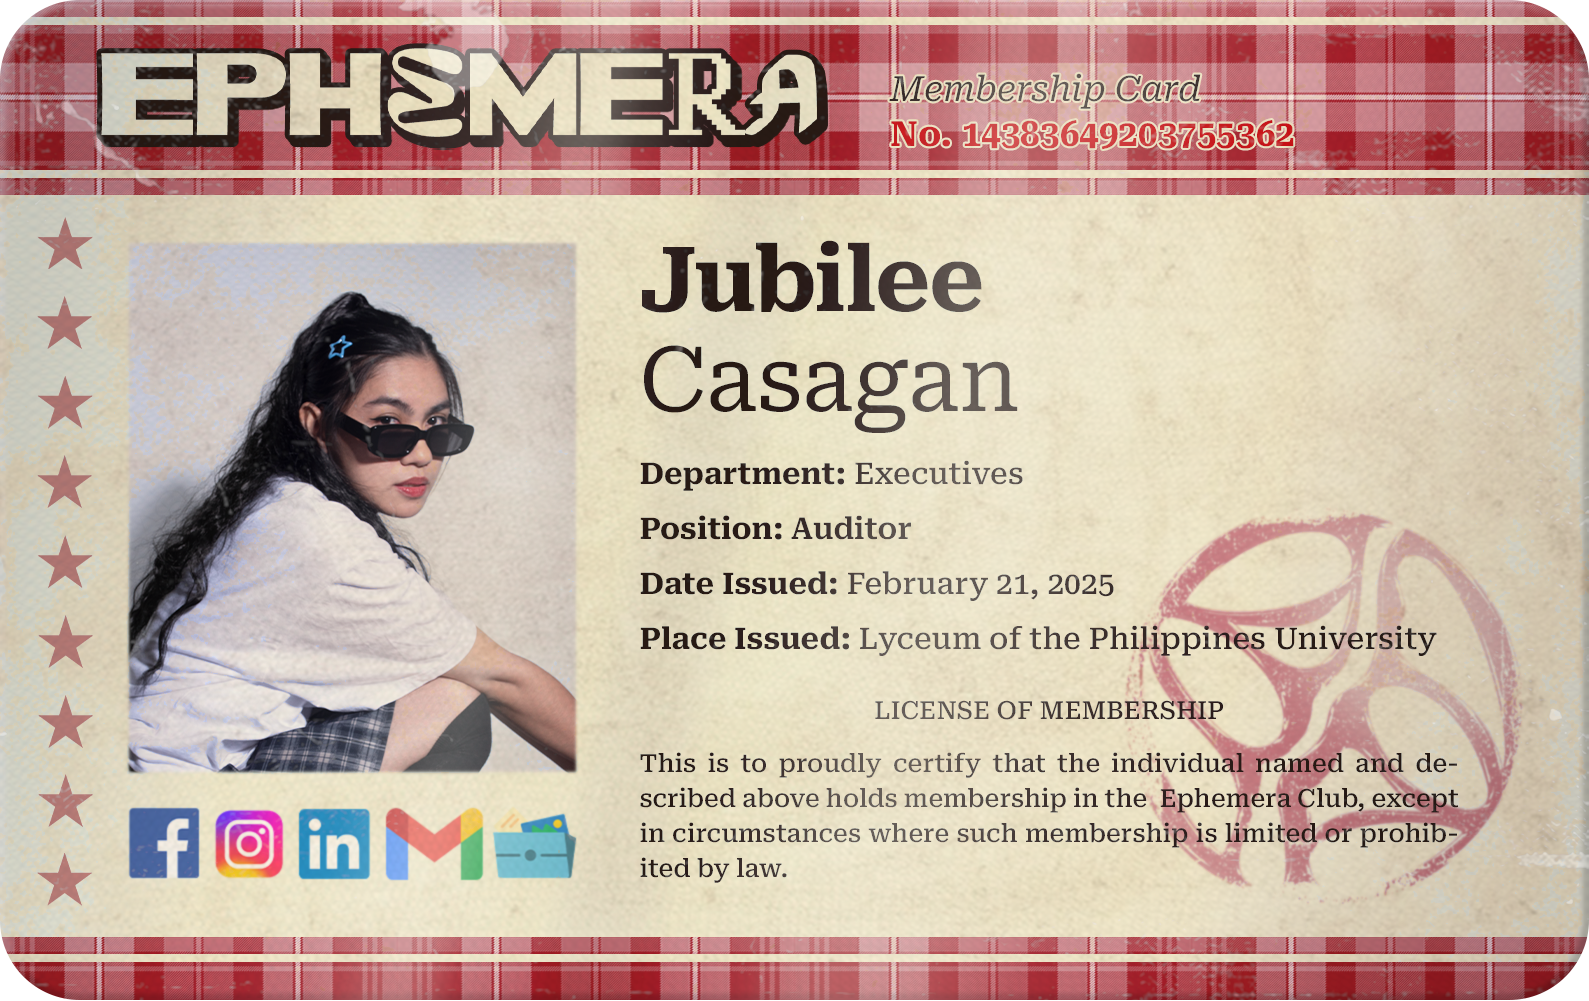 EPHEMERA
Membership Card
No. 14383649203755362
Jubilee
Casagan
Department: Executives
Position: Auditor
Date Issued: February 21, 2025
Place Issued: Lyceum of the Philippines University
LICENSE OF MEMBERSHIP
This is to proudly certify that the individual named and de-
scribed above holds membership in the Ephemera Club, except
in circumstances where such membership is limited or prohib-
ited by law.